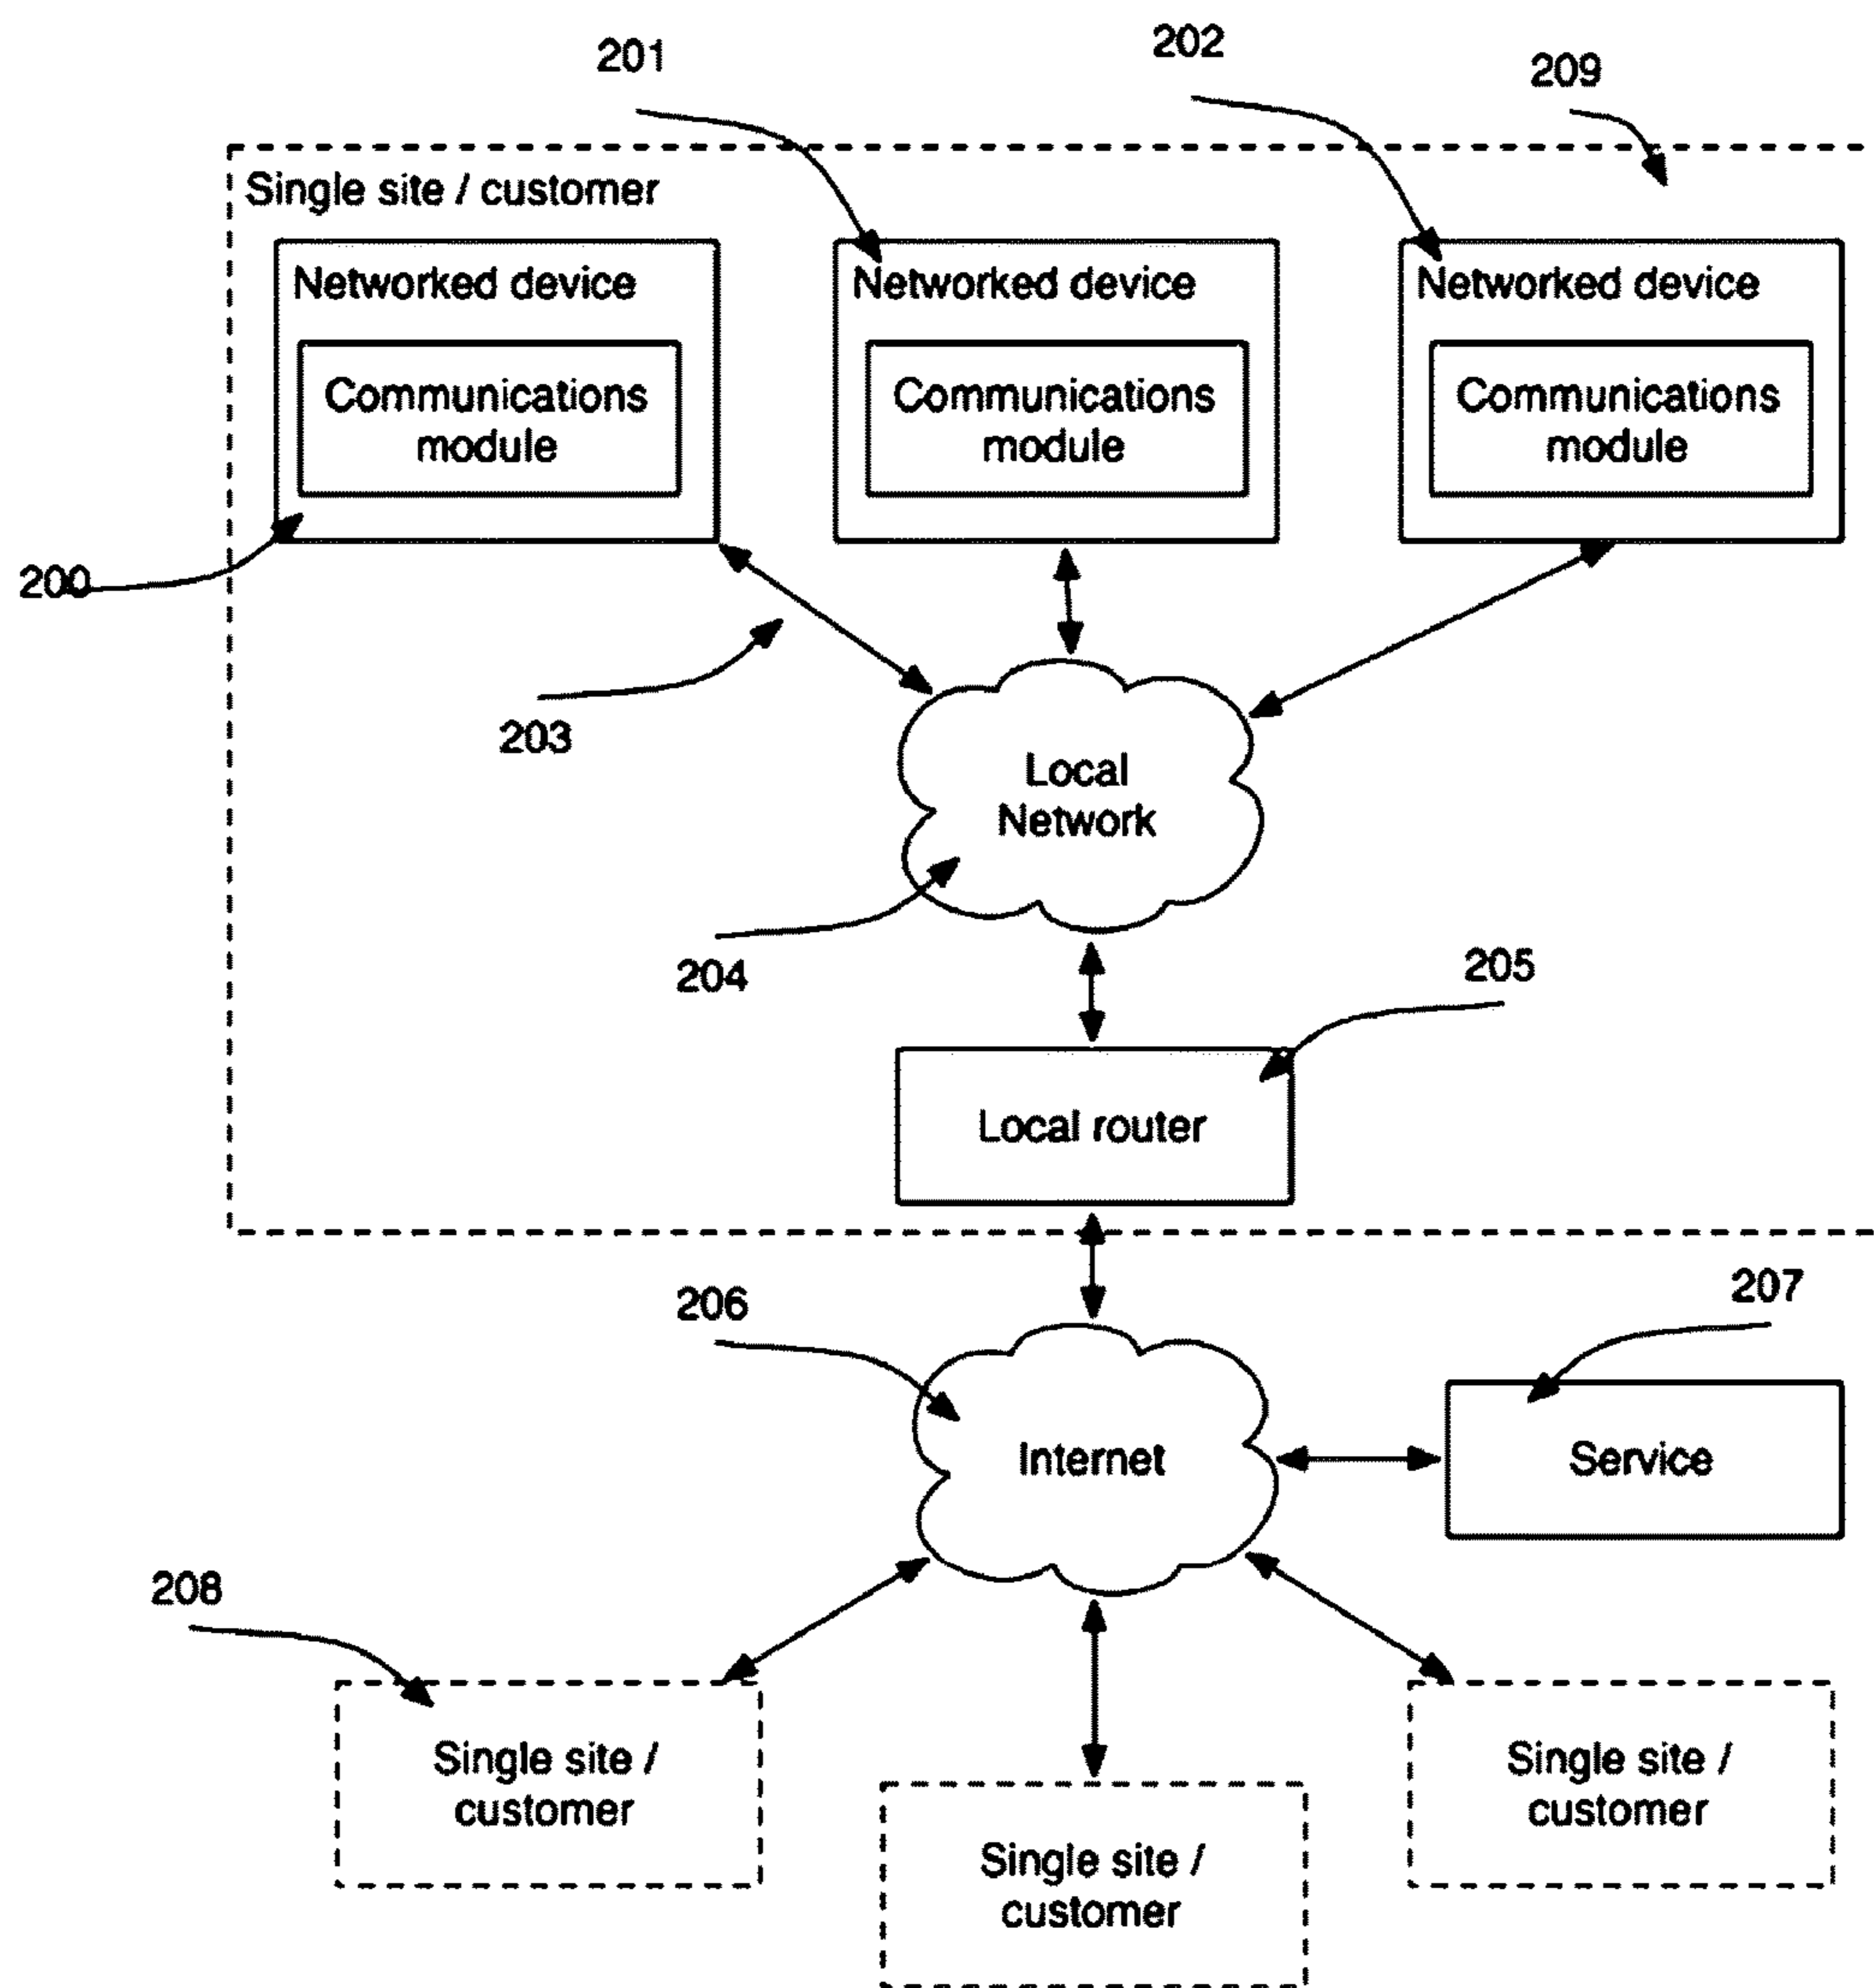 201
202
209
Single site / customer
Networked device
Networked device
Networked device
Communications
module
Communications
module
Communications
module
200
203
Local
Network
204
205
Local router
206
207
Internet
Service
208
Single site /
customer
Single site /
customer
Single site /
customer